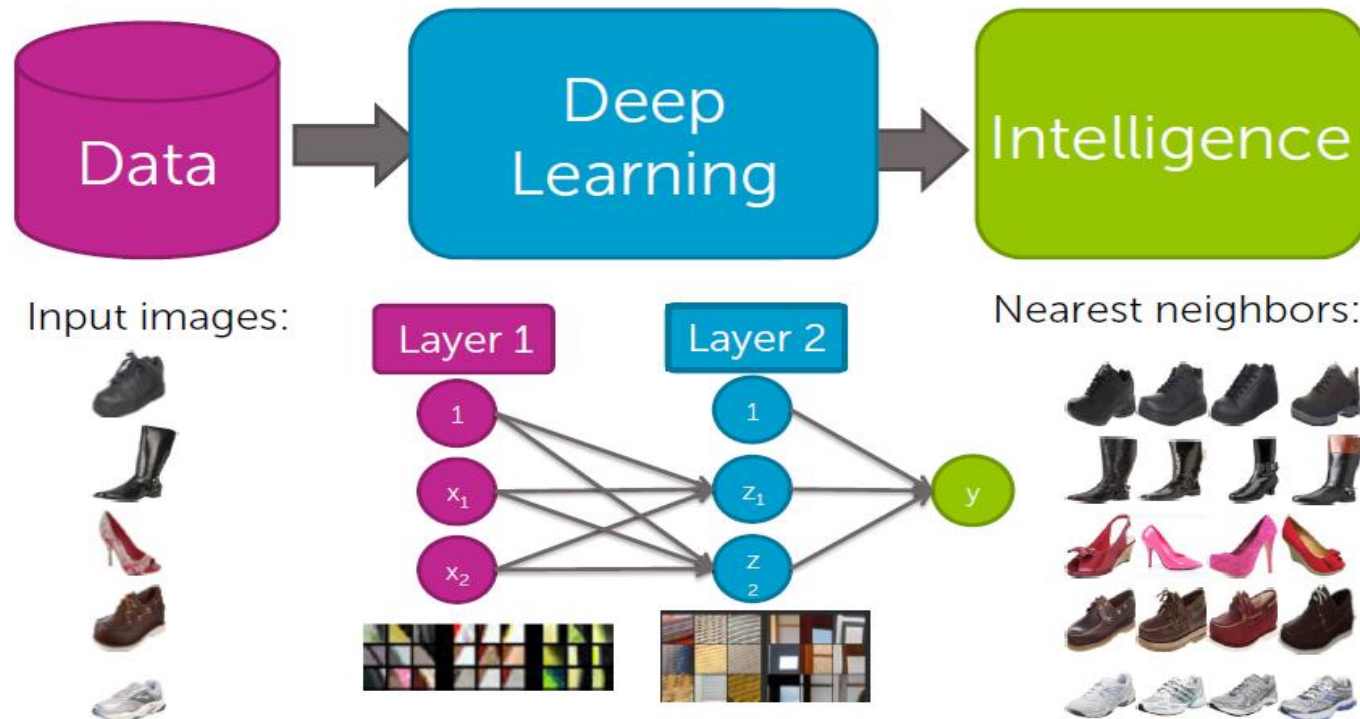 Data
Deep
Learning
Intelligence
Input images:
Layer 1
Layer 2
Nearest neighbors:
1
1
x₁
z₁
y
x₂
z
2